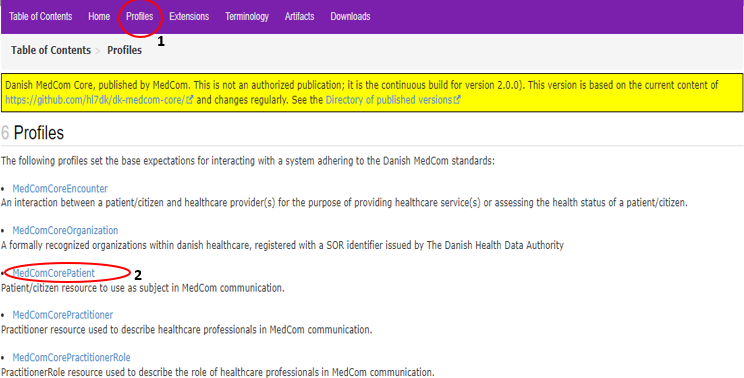 Table of Contents Home Profiles Extensions Terminology Artifacts Downloads
1
Table of Contents > Profiles
Danish MedCom Core, published by MedCom. This is not an authorized publication; it is the continuous build for version 2.0.0). This version is based on the current content of
https://github.com/hl7dk/dk-medcom-core/ and changes regularly. See the Directory of published versions
6 Profiles
The following profiles set the base expectations for interacting with a system adhering to the Danish MedCom standards:
• MedComCoreEncounter
An interaction between a patient/citizen and healthcare provider(s) for the purpose of providing healthcare service(s) or assessing the health status of a patient/citizen.
• MedComCoreOrganization
A formally recognized organizations within danish healthcare, registered with a SOR identifier issued by The Danish Health Data Authority
• MedComCorePatient 2
Patient/citizen resource to use as subject in MedCom communication.
• MedComCorePractitioner
Practitioner resource used to describe healthcare professionals in MedCom communication.
• MedComCorePractitionerRole
PractitionerRole resource used to describe the role of healthcare professionals in MedCom communication.